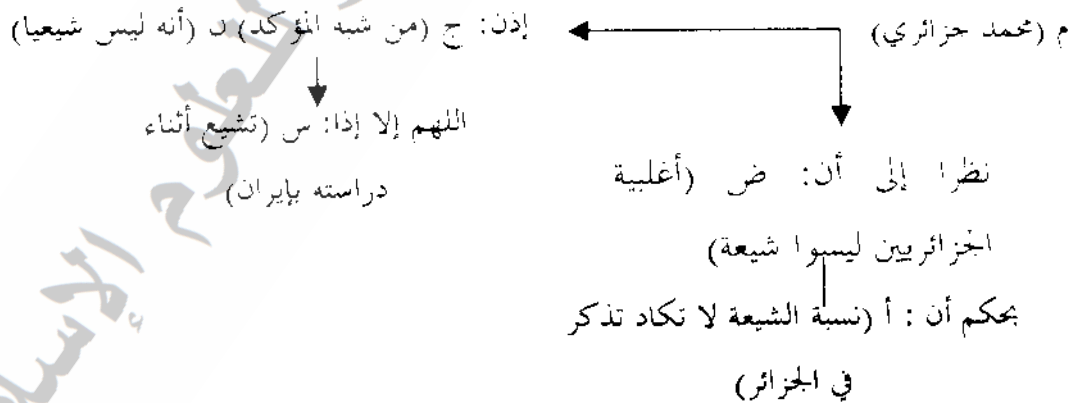 م (محمد جزائري)
إذن: ج (من شبه المؤكد) ن (أنه ليس شيعيا)
اللهم إلا إذا: س (تشيع أثناء
دراسته بإيران)
نظرا إلى أن: ض (أغلبية
الجزائريين ليسوا شيعة)
بحكم أن : أ (نسبة الشيعة لا تكاد تذكر
في الجزائر)